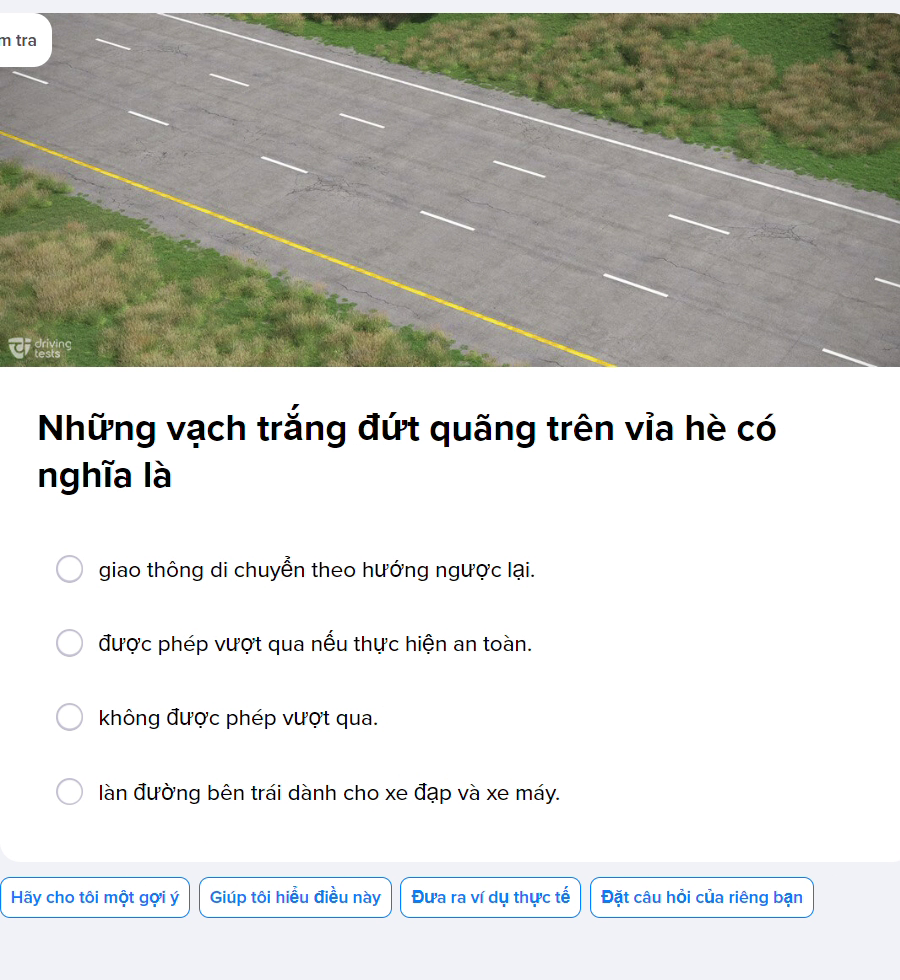 m tra
driving
tests
Những vạch trắng đứt quãng trên vỉa hè có
nghĩa là
giao thông di chuyển theo hướng ngược lại.
được phép vượt qua nếu thực hiện an toàn.
không được phép vượt qua.
làn đường bên trái dành cho xe đạp và xe máy.
Hãy cho tôi một gợi ý
Giúp tôi hiểu điều này
Đưa ra ví dụ thực tế
Đặt câu hỏi của riêng bạn